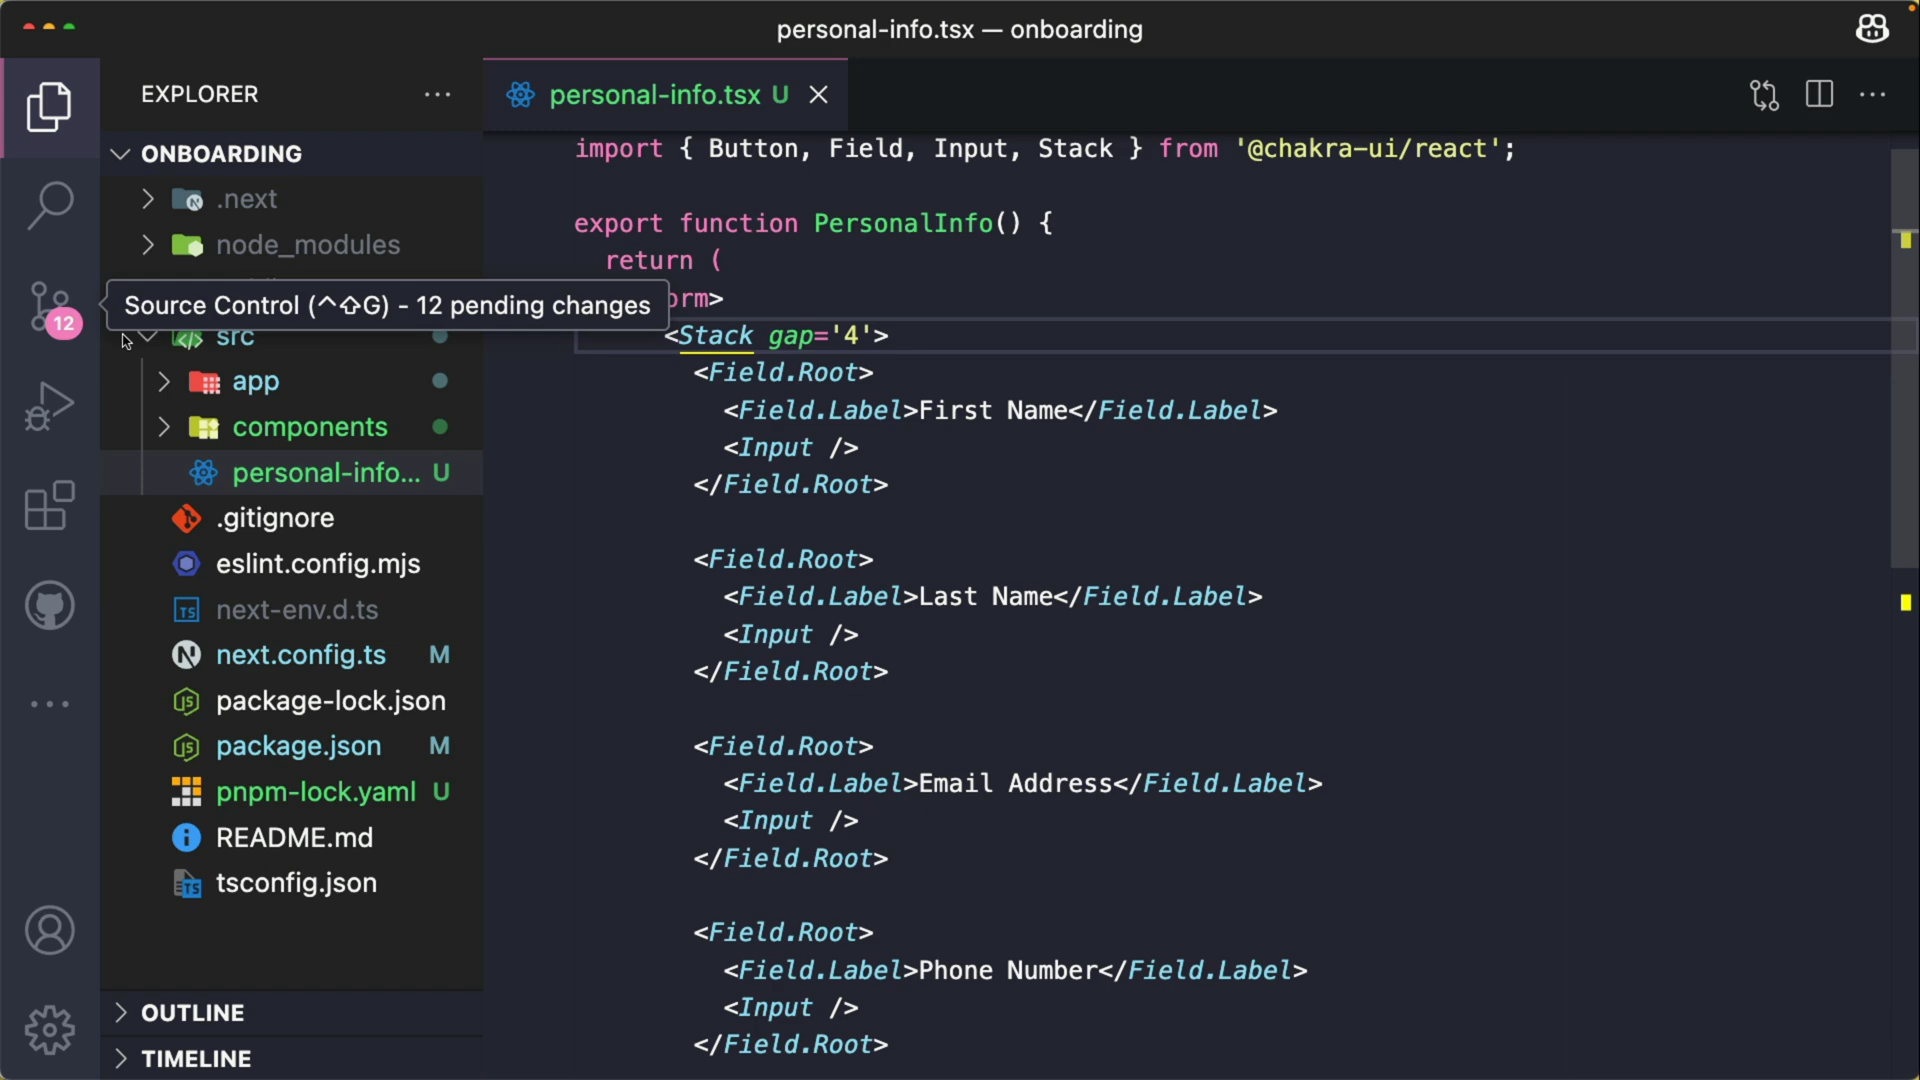 personal-info.tsx — onboarding
EXPLORER
personal-info.tsx U
ONBOARDING
.next
node_modules
Source Control (^⇧G) - 12 pending changes
12
src
app
components
personal-info... U
.gitignore
eslint.config.mjs
next-env.d.ts
next.config.ts M
package-lock.json
package.json M
pnpm-lock.yaml U
README.md
tsconfig.json
OUTLINE
TIMELINE
import { Button, Field, Input, Stack } from '@chakra-ui/react';
export function PersonalInfo() {
return (
orm>
<Stack gap='4'>
<Field.Root>
<Field.Label>First Name</Field.Label>
<Input />
</Field.Root>
<Field.Root>
<Field.Label>Last Name</Field.Label>
<Input />
</Field.Root>
<Field.Root>
<Field.Label>Email Address</Field.Label>
<Input />
</Field.Root>
<Field.Root>
<Field.Label>Phone Number</Field.Label>
<Input />
</Field.Root>